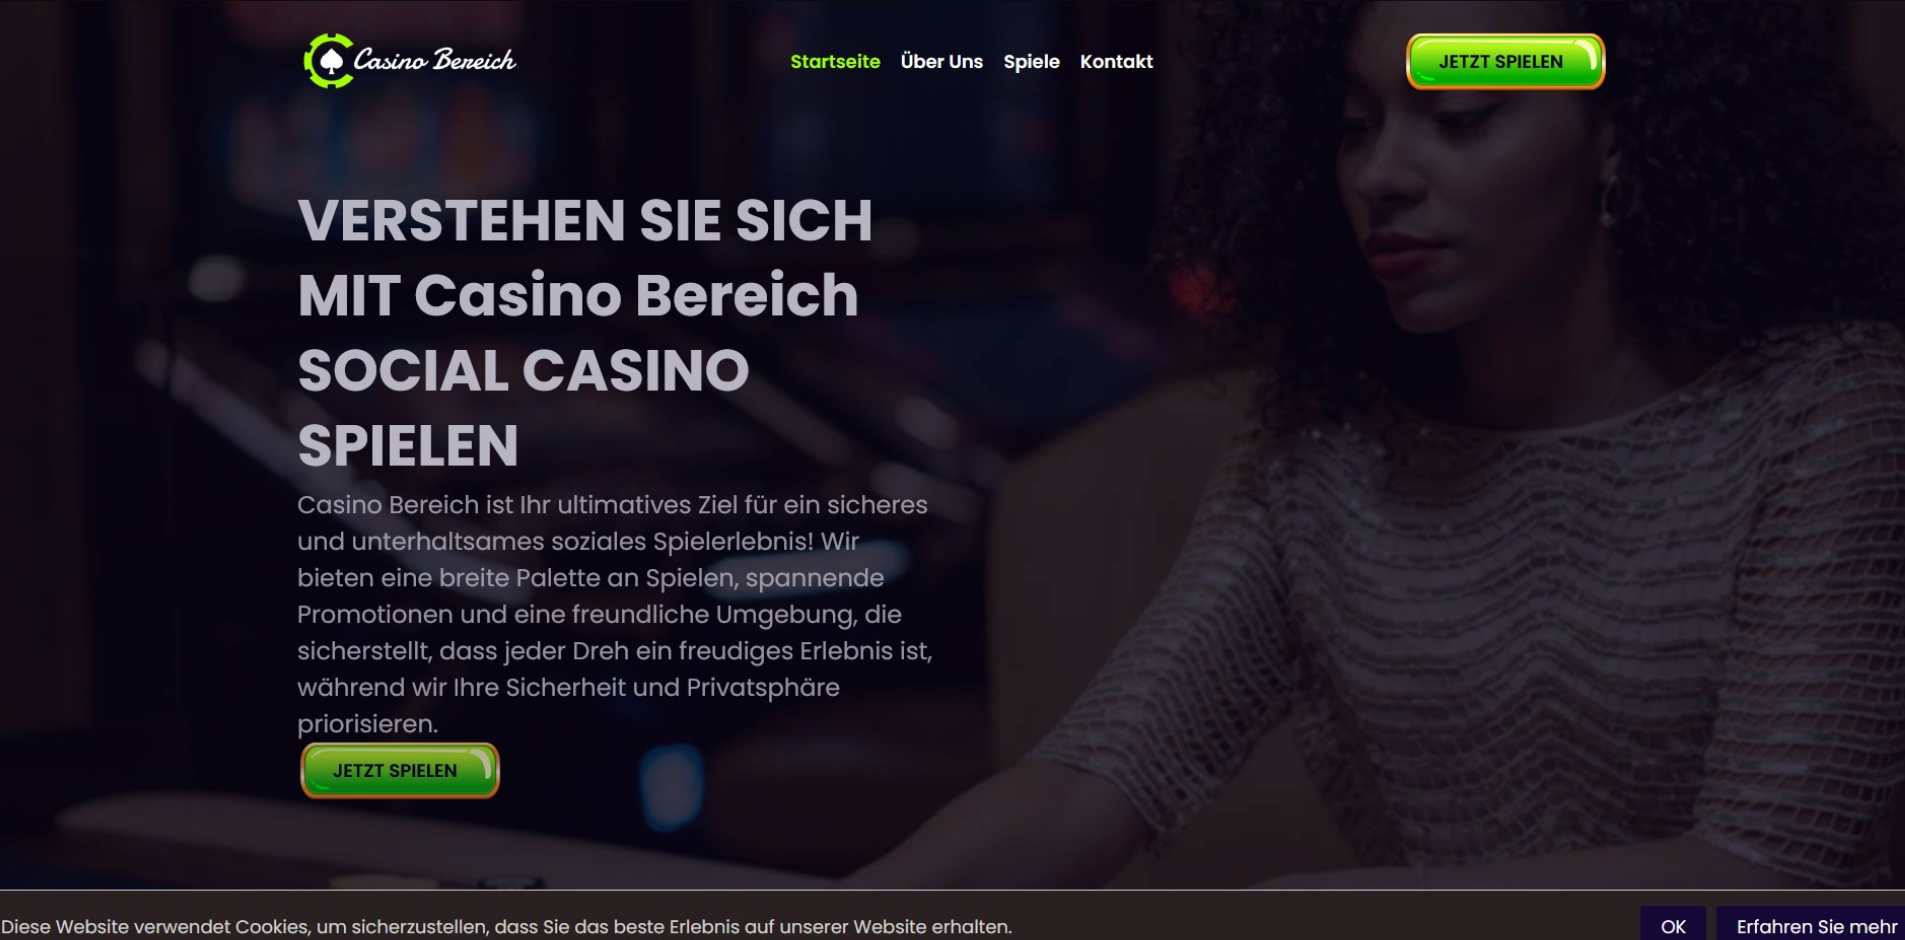 Casino Bereich
Startseite Über Uns Spiele Kontakt
JETZT SPIELEN
VERSTEHEN SIE SICH
MIT Casino Bereich
SOCIAL CASINO
SPIELEN
Casino Bereich ist Ihr ultimatives Ziel für ein sicheres
und unterhaltsames soziales Spielerlebnis! Wir
bieten eine breite Palette an Spielen, spannende
Promotionen und eine freundliche Umgebung, die
sicherstellt, dass jeder Dreh ein freudiges Erlebnis ist,
während wir Ihre Sicherheit und Privatsphäre
priorisieren.
JETZT SPIELEN
Diese Website verwendet Cookies, um sicherzustellen, dass Sie das beste Erlebnis auf unserer Website erhalten.
OK
Erfahren Sie mehr